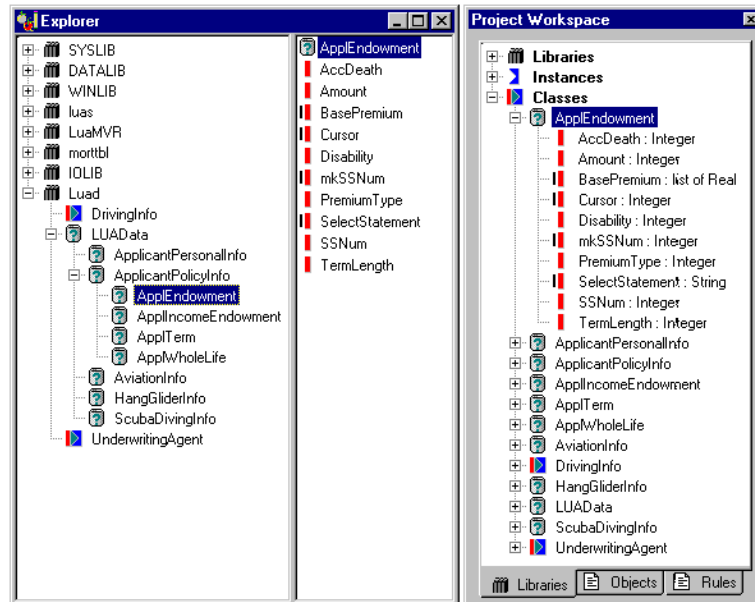 Explorer
SYSLIB
DATALIB
WINLIB
luas
LuaMVR
morttbl
IOLIB
Luad
DrivingInfo
LUAData
ApplicantPersonalInfo
ApplicantPolicyInfo
ApplEndowment
ApplIncomeEndowment
ApplTerm
ApplWholeLife
AviationInfo
HangGliderInfo
ScubaDivingInfo
UnderwritingAgent
ApplEndowment
AccDeath
Amount
BasePremium
Cursor
Disability
mkSSNum
PremiumType
SelectStatement
SSNum
TermLength
Project Workspace
Libraries
Instances
Classes
ApplEndowment
AccDeath : Integer
Amount : Integer
BasePremium : list of Real
Cursor : Integer
Disability : Integer
mkSSNum : Integer
PremiumType : Integer
SelectStatement : String
SSNum : Integer
TermLength : Integer
ApplicantPersonalInfo
ApplicantPolicyInfo
ApplIncomeEndowment
ApplTerm
ApplWholeLife
AviationInfo
DrivingInfo
HangGliderInfo
LUAData
ScubaDivingInfo
UnderwritingAgent
Libraries Objects Rules